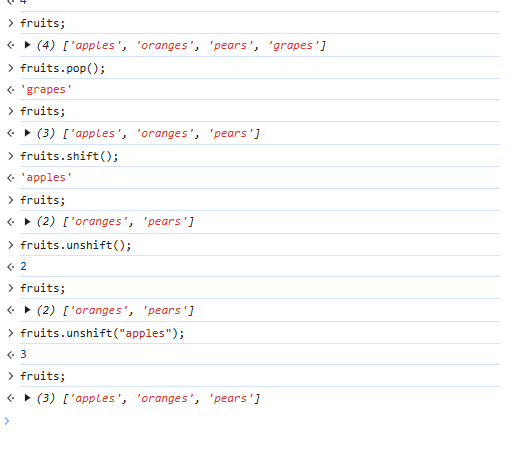 4
fruits;
(4) ['apples', 'oranges', 'pears', 'grapes']
fruits.pop();
'grapes'
fruits;
(3) ['apples', 'oranges', 'pears']
fruits.shift();
'apples'
fruits;
(2) ['oranges', 'pears']
fruits.unshift();
2
fruits;
(2) ['oranges', 'pears']
fruits.unshift("apples");
3
fruits;
(3) ['apples', 'oranges', 'pears']